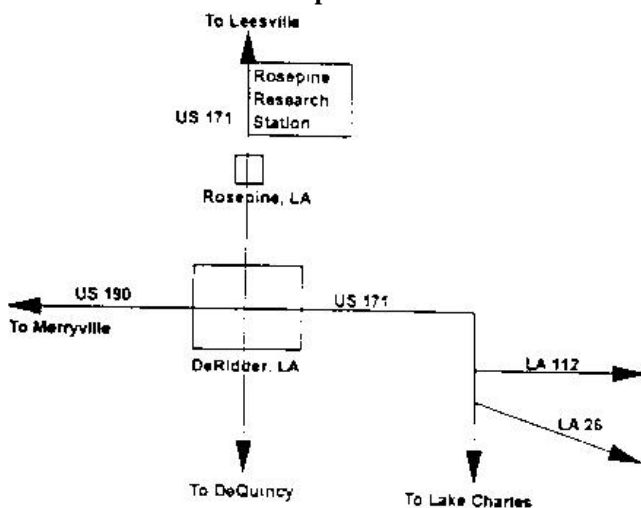 To Leesville
Rosepine
Research
Station
US 171
Rosepine, LA
US 190
US 171
To Merryville
DeRidder, LA
LA 112
LA 26
To DeQuincy
To Lake Charles